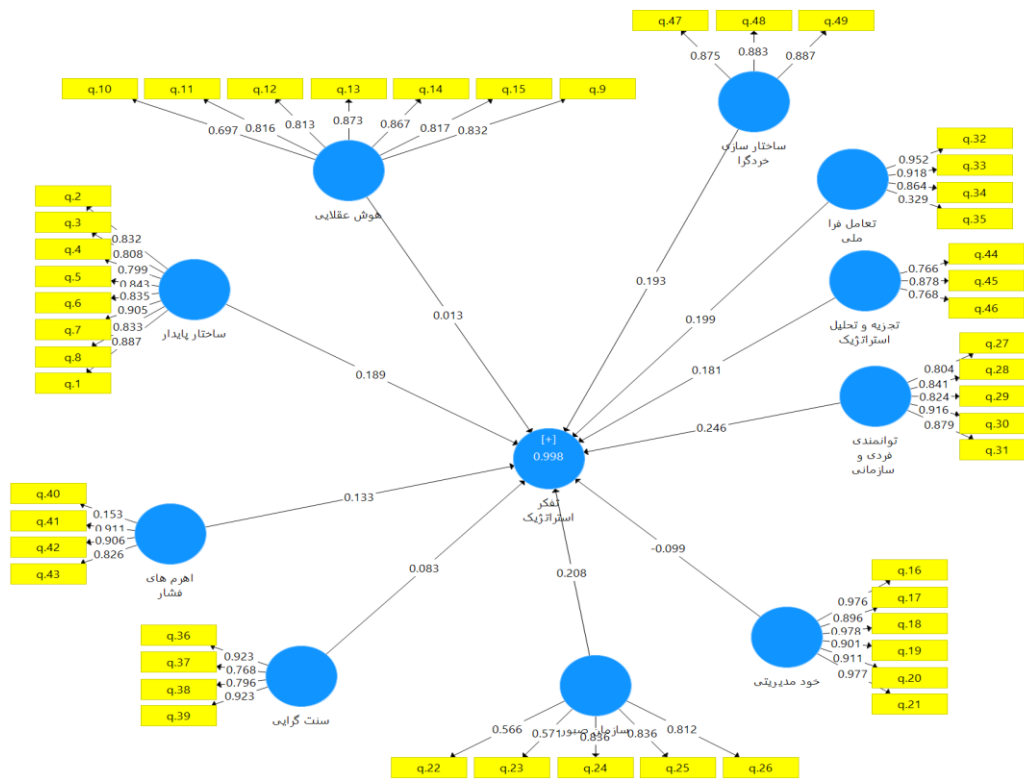 q.47
q.48
q.49
0.875
0.883
0.887
ساختار سازی
خردگرا
q.10
q.11
q.12
q.13
q.14
q.15
q.9
0.697
0.816
0.813
0.873
0.867
0.817
0.832
هوش عقلایی
q.32
q.33
q.34
q.35
0.952
0.918
0.864
0.329
تعامل فرا
ملی
q.2
q.3
q.4
q.5
q.6
q.7
q.8
q.1
0.832
0.808
0.799
0.843
0.835
0.905
0.833
0.887
ساختار پایدار
q.44
q.45
q.46
0.766
0.878
0.768
تجزیه و تحلیل
استراتژیک
q.27
q.28
q.29
q.30
q.31
0.804
0.841
0.824
0.916
0.879
توانمندی
فردی و
سازمانی
0.013
0.193
0.199
0.181
0.189
0.246
[+]
0.998
تفکر
استراتژیک
0.133
0.083
0.208
-0.099
q.40
q.41
q.42
q.43
0.153
0.911
0.906
0.826
اهرم های
فشار
q.36
q.37
q.38
q.39
0.923
0.768
0.796
0.923
سنت گرایی
q.16
q.17
q.18
q.19
q.20
q.21
0.976
0.896
0.978
0.901
0.911
0.977
خود مدیریتی
سازمان صبور
0.566
0.571
0.836
0.836
0.812
q.22
q.23
q.24
q.25
q.26